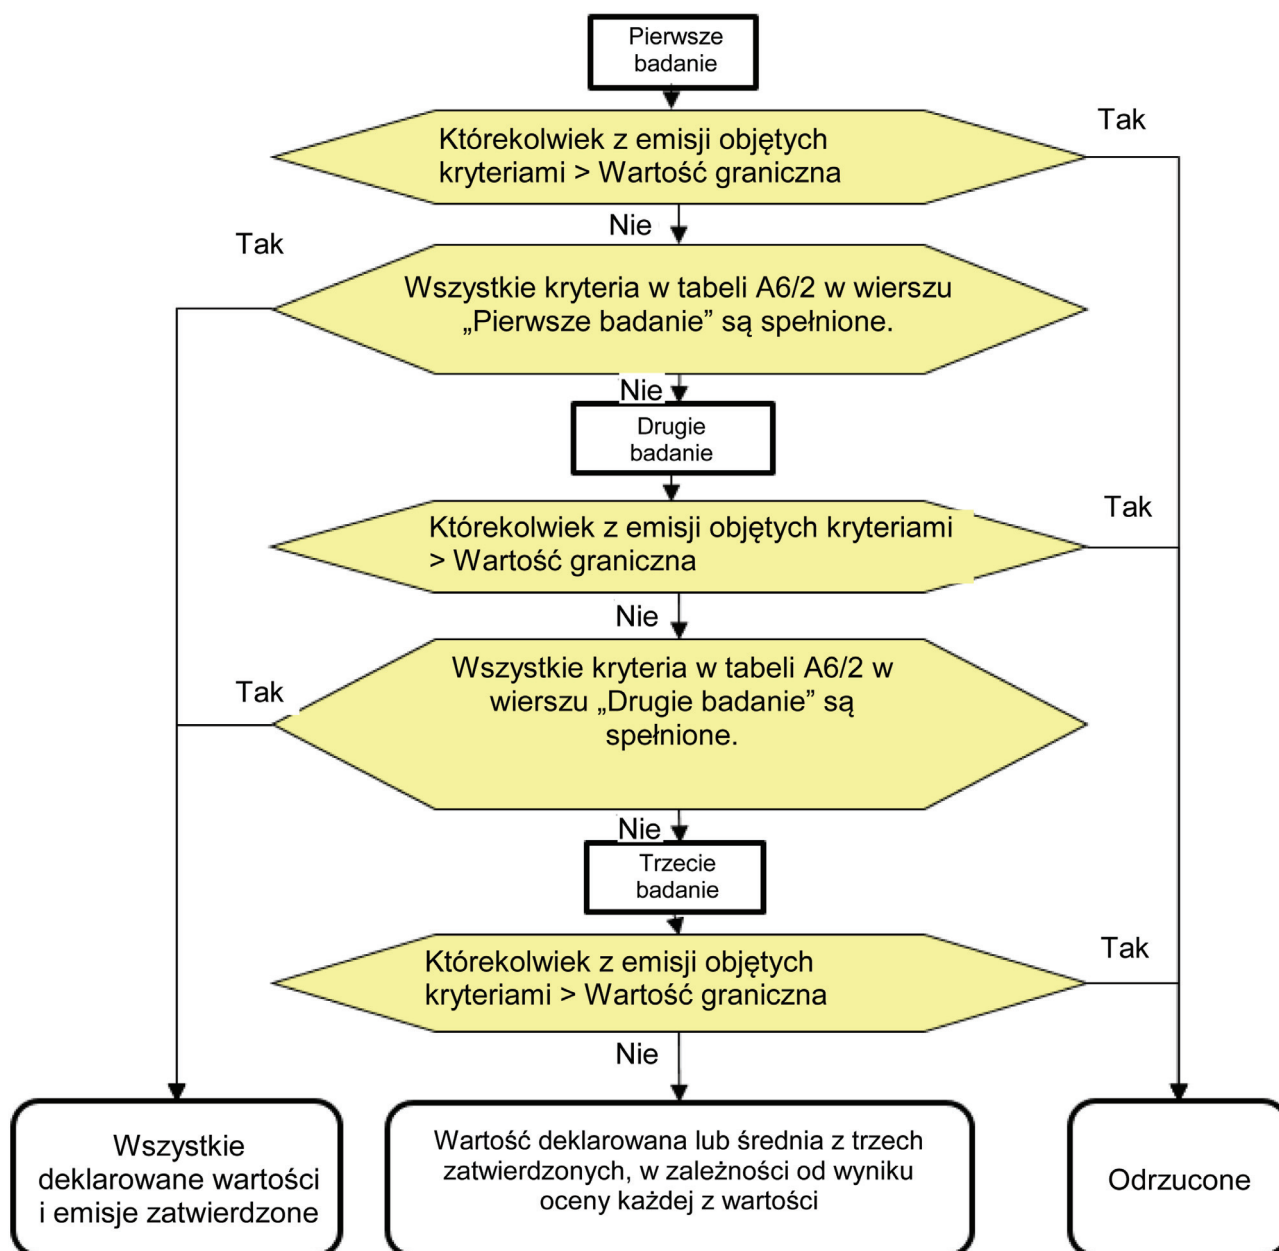 Pierwsze
badanie
Którekolwiek z emisji objętych
kryteriami > Wartość graniczna
Tak
Nie
Tak
Wszystkie kryteria w tabeli A6/2 w wierszu
„Pierwsze badanie” są spełnione.
Nie
Drugie
badanie
Którekolwiek z emisji objętych kryteriami
> Wartość graniczna
Tak
Nie
Wszystkie kryteria w tabeli A6/2 w
wierszu „Drugie badanie” są
spełnione.
Tak
Nie
Trzecie
badanie
Którekolwiek z emisji objętych
kryteriami > Wartość graniczna
Tak
Nie
Wszystkie
deklarowane wartości
i emisje zatwierdzone
Wartość deklarowana lub średnia z trzech
zatwierdzonych, w zależności od wyniku
oceny każdej z wartości
Odrzucone